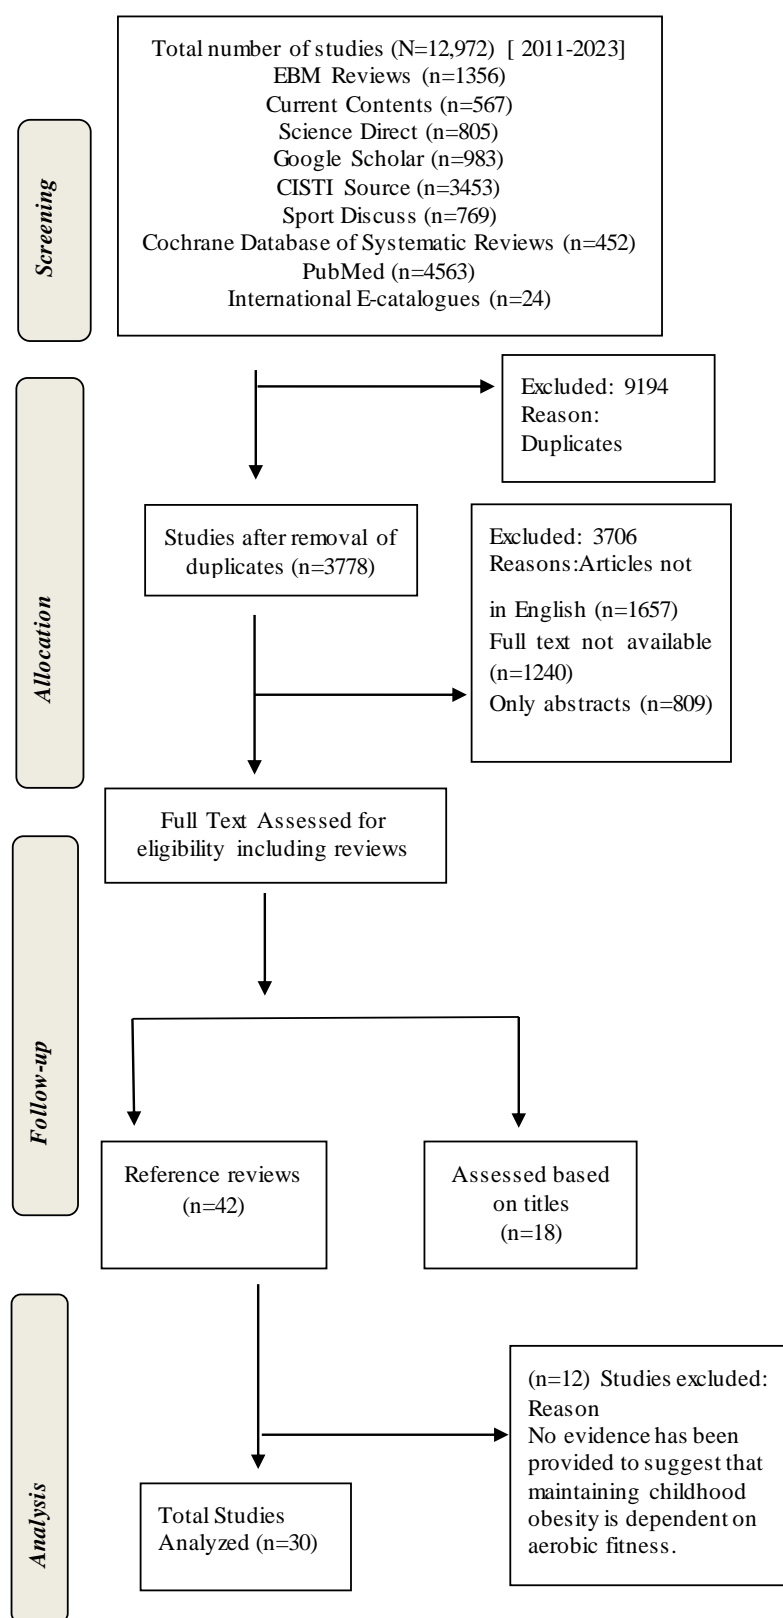 Total number of studies (N=12,972) [ 2011-2023]
EBM Reviews (n=1356)
Current Contents (n=567)
Science Direct (n=805)
Google Scholar (n=983)
CISTI Source (n=3453)
Sport Discuss (n=769)
Cochrane Database of Systematic Reviews (n=452)
PubMed (n=4563)
International E-catalogues (n=24)
Screening
Excluded: 9194
Reason:
Duplicates
Studies after removal of
duplicates (n=3778)
Excluded: 3706
Reasons:Articles not
in English (n=1657)
Full text not available
(n=1240)
Only abstracts (n=809)
Allocation
Full Text Assessed for
eligibility including reviews
Follow-up
Reference reviews
(n=42)
Assessed based
on titles
(n=18)
(n=12) Studies excluded:
Reason
No evidence has been
provided to suggest that
maintaining childhood
obesity is dependent on
aerobic fitness.
Total Studies
Analyzed (n=30)
Analysis